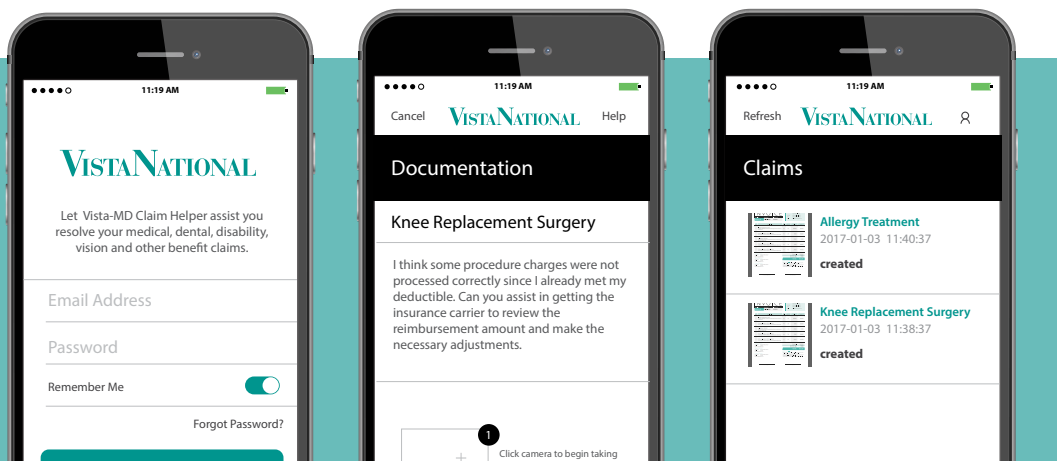 11:19 AM
VistaNational
Let Vista-MD Claim Helper assist you
resolve your medical, dental, disability,
vision and other benefit claims.
Email Address
Password
Remember Me
Forgot Password?
11:19 AM
Cancel VistaNational Help
Documentation
Knee Replacement Surgery
I think some procedure charges were not
processed correctly since I already met my
deductible. Can you assist in getting the
insurance carrier to review the
reimbursement amount and make the
necessary adjustments.
1
Click camera to begin taking
11:19 AM
Refresh VistaNational
Claims
Allergy Treatment
2017-01-03 11:40:37
created
Knee Replacement Surgery
2017-01-03 11:38:37
created